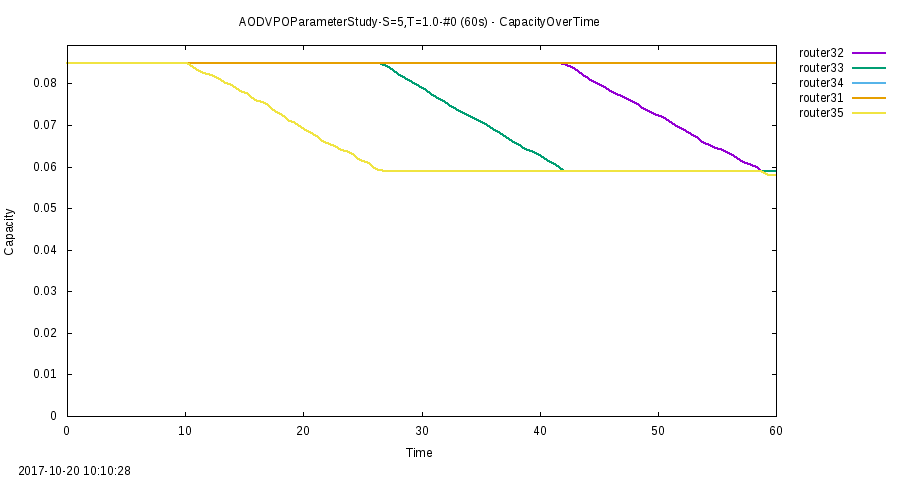 AODVPOParameterStudy-S=5,T=1.0-#0 (60s) - CapacityOverTime
router32
router33
router34
router31
router35
0.08
0.07
0.06
0.05
0.04
0.03
0.02
0.01
0
Capacity
0 10 20 30 40 50 60
Time
2017-10-20 10:10:28